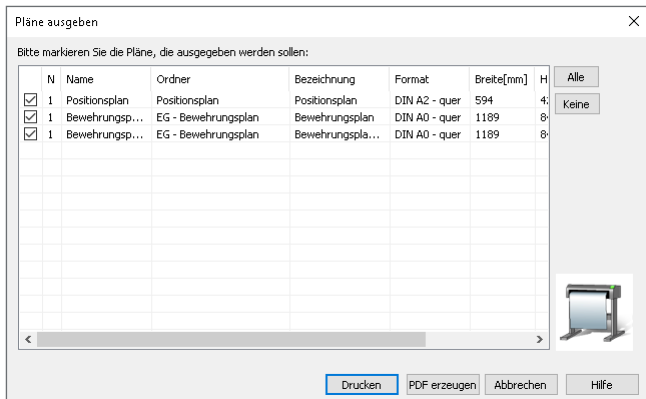 Pläne ausgeben
Bitte markieren Sie die Pläne, die ausgegeben werden sollen:
N Name Ordner Bezeichnung Format Breite[mm] H
1 Positionsplan Positionsplan Positionsplan DIN A2 - quer 594
1 Bewehrungsp... EG - Bewehrungsplan Bewehrungsplan DIN A0 - quer 1189
1 Bewehrungsp... EG - Bewehrungsplan Bewehrungspla... DIN A0 - quer 1189
Alle
Keine
Drucken PDF erzeugen Abbrechen Hilfe